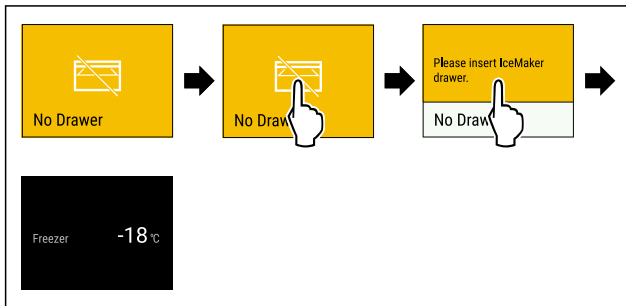 No Drawer
No Draw
Please insert IceMaker
drawer.
No Draw
Freezer -18 °C